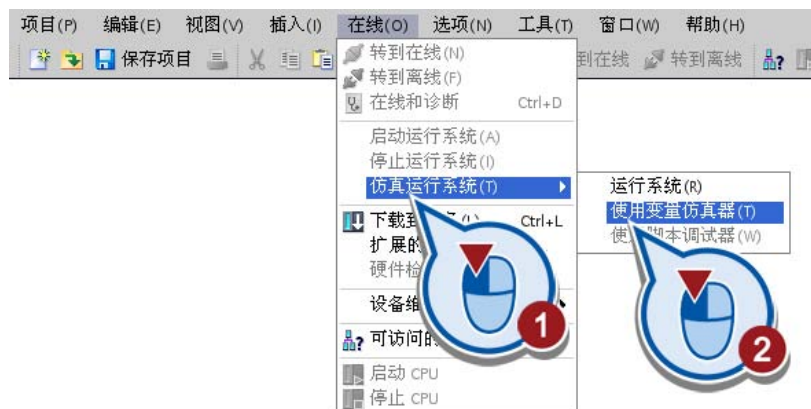 项目(P) 编辑(E) 视图(V) 插入(I) 在线(O) 选项(N) 工具(T) 窗口(W) 帮助(H)
保存项目 到在线 转到离线
转到在线(N)
转到离线(F)
在线和诊断 Ctrl+D
启动运行系统(A)
停止运行系统(I)
仿真运行系统(T) 运行系统(R)
使用变量仿真器(T)
下载到 Ctrl+L
扩展的
硬件检
设备维
可访问的
启动 CPU
停止 CPU
本调试器(W)
1
2